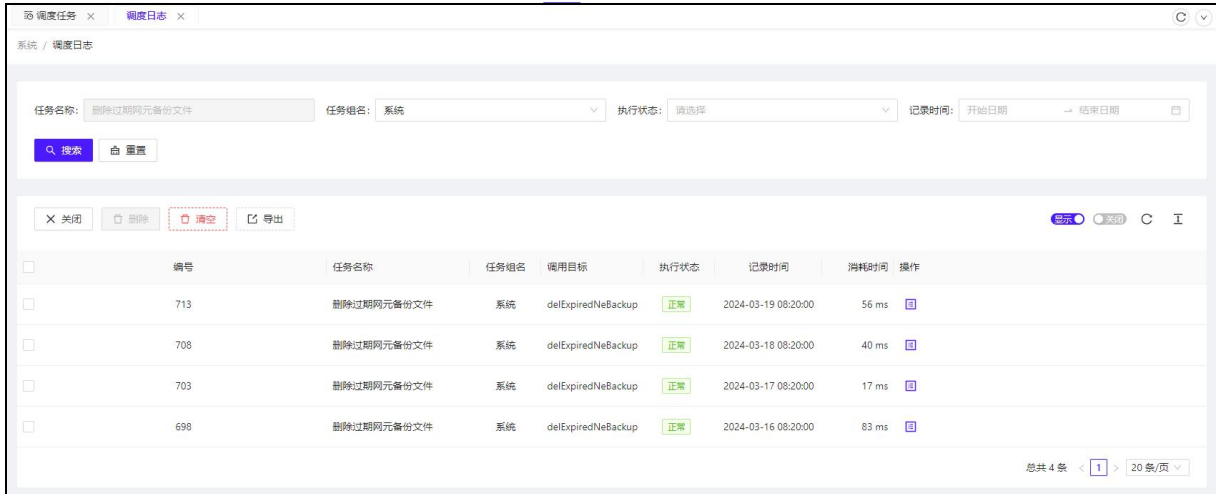 调度任务 调度日志
系统 / 调度日志
任务名称: 删除过期网元备份文件 任务组名: 系统 执行状态: 请选择 记录时间: 开始日期 → 结束日期
搜索 重置
关闭 删除 清空 导出 显示 关闭
编号 任务名称 任务组名 调用目标 执行状态 记录时间 消耗时间 操作
713 删除过期网元备份文件 系统 delExpiredNeBackup 正常 2024-03-19 08:20:00 56 ms
708 删除过期网元备份文件 系统 delExpiredNeBackup 正常 2024-03-18 08:20:00 40 ms
703 删除过期网元备份文件 系统 delExpiredNeBackup 正常 2024-03-17 08:20:00 17 ms
698 删除过期网元备份文件 系统 delExpiredNeBackup 正常 2024-03-16 08:20:00 83 ms
总共 4 条 < 1 > 20 条/页